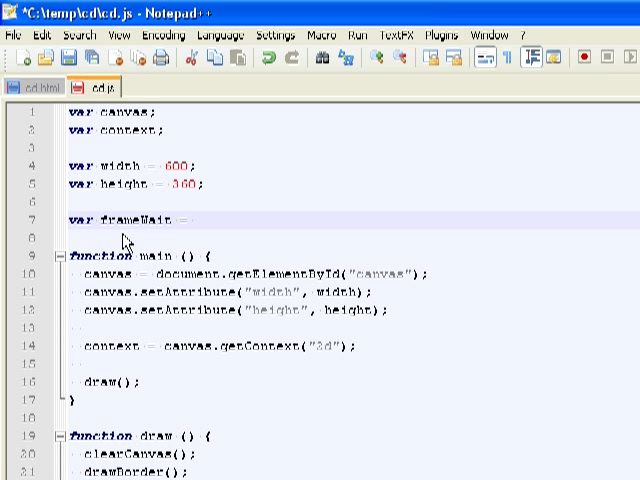 *C:\temp\cd\cd.js - Notepad++
File Edit Search View Encoding Language Settings Macro Run TextFX Plugins Window ?
cd.html cd.js
1 var canvas;
2 var context;
3
4 var width = 600;
5 var height = 360;
6
7 var frameWait =
8
9 function main () {
10 canvas = document.getElementById("canvas");
11 canvas.setAttribute("width", width);
12 canvas.setAttribute("height", height);
13
14 context = canvas.getContext("2d");
15
16 draw();
17 }
18
19 function draw () {
20 clearCanvas();
21 drawBorder();